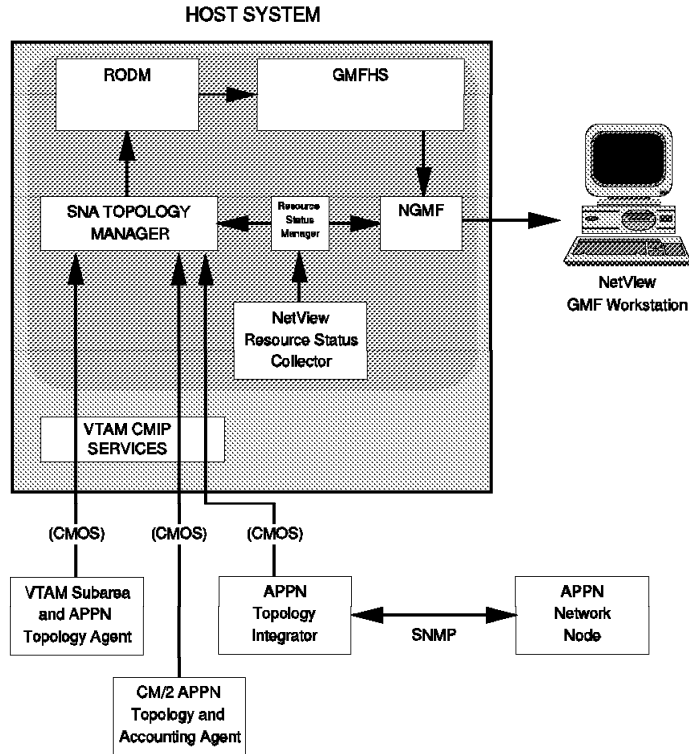 HOST SYSTEM
RODM
GMFHS
SNA TOPOLOGY
MANAGER
Resource
Status
Manager
NGMF
NetView
GMF Workstation
NetView
Resource Status
Collector
VTAM CMIP
SERVICES
(CMOS)
(CMOS)
(CMOS)
VTAM Subarea
and APPN
Topology Agent
APPN
Topology
Integrator
SNMP
APPN
Network
Node
CM/2 APPN
Topology and
Accounting Agent